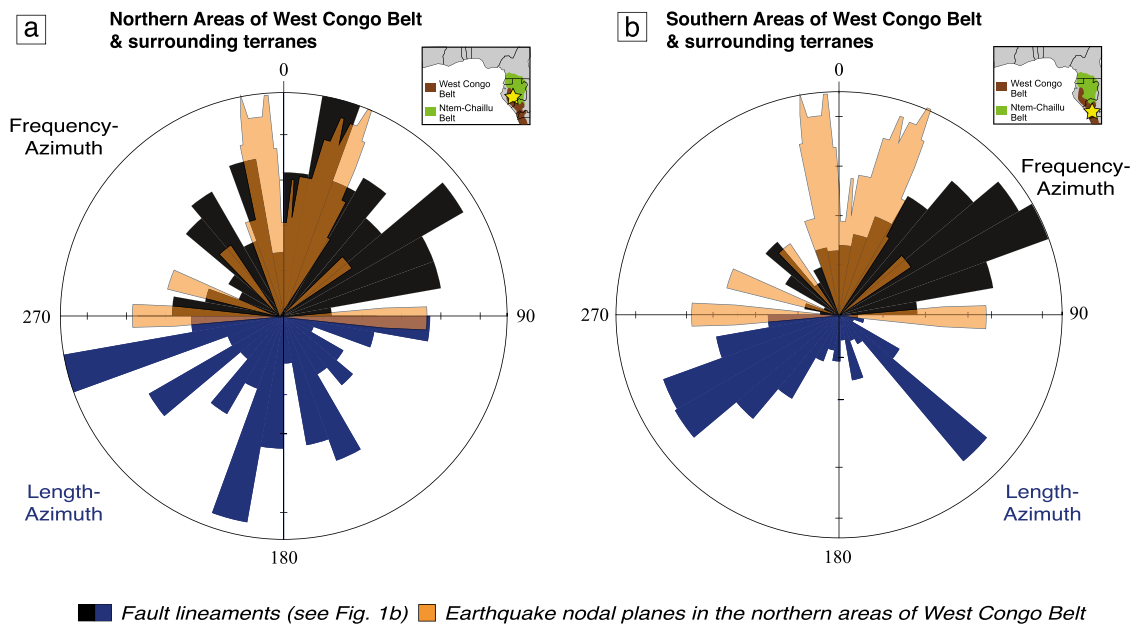 a
Northern Areas of West Congo Belt
& surrounding terranes
West Congo
Belt
Ntem-Chaillu
Belt
Frequency-
Azimuth
0
270
90
180
Length-
Azimuth
b
Southern Areas of West Congo Belt
& surrounding terranes
West Congo
Belt
Ntem-Chaillu
Belt
Frequency-
Azimuth
0
270
90
180
Length-
Azimuth
Fault lineaments (see Fig. 1b) Earthquake nodal planes in the northern areas of West Congo Belt